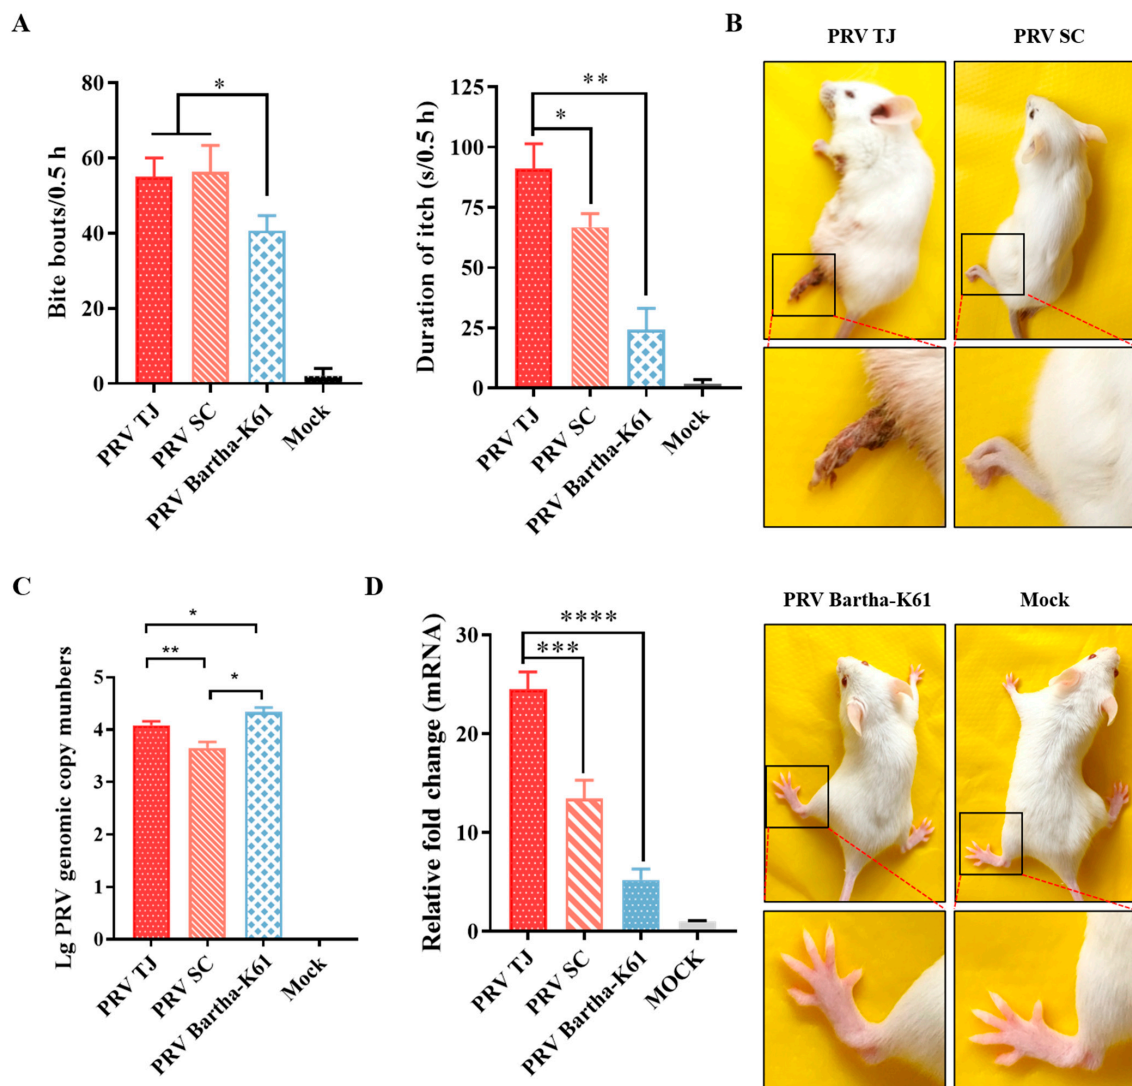 A
Bite bouts/0.5 h
80
60
40
20
0
*
PRV TJ
PRV SC
PRV Bartha-K61
Mock
Duration of itch (s/0.5 h)
125
100
75
50
25
0
**
*
PRV TJ
PRV SC
PRV Bartha-K61
Mock
B
PRV TJ
PRV SC
C
Lg PRV genomic copy munbers
5
4
3
2
1
0
*
**
*
PRV TJ
PRV SC
PRV Bartha-K61
Mock
D
Relative fold change (mRNA)
30
20
10
0
****
***
PRV TJ
PRV SC
PRV Bartha-K61
MOCK
PRV Bartha-K61
Mock